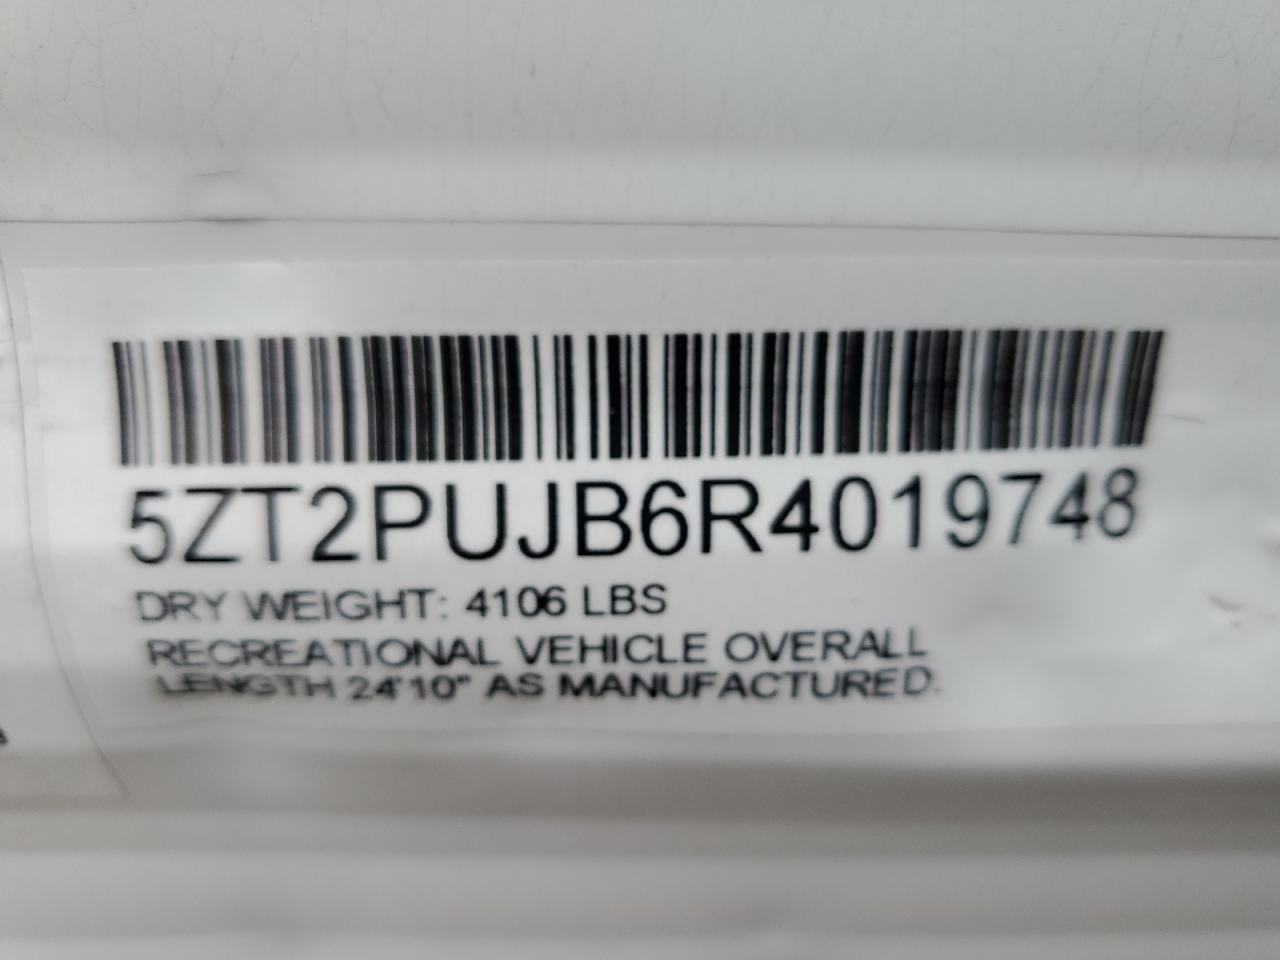 5ZT2PUJB6R4019748
DRY WEIGHT: 4106 LBS
RECREATIONAL VEHICLE OVERALL
LENGTH 24'10" AS MANUFACTURED.